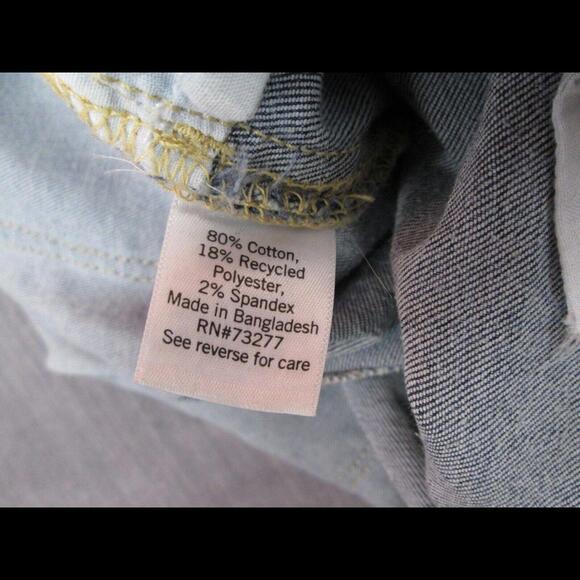 80% Cotton,
18% Recycled
Polyester,
2% Spandex
Made in Bangladesh
RN#73277
See reverse for care